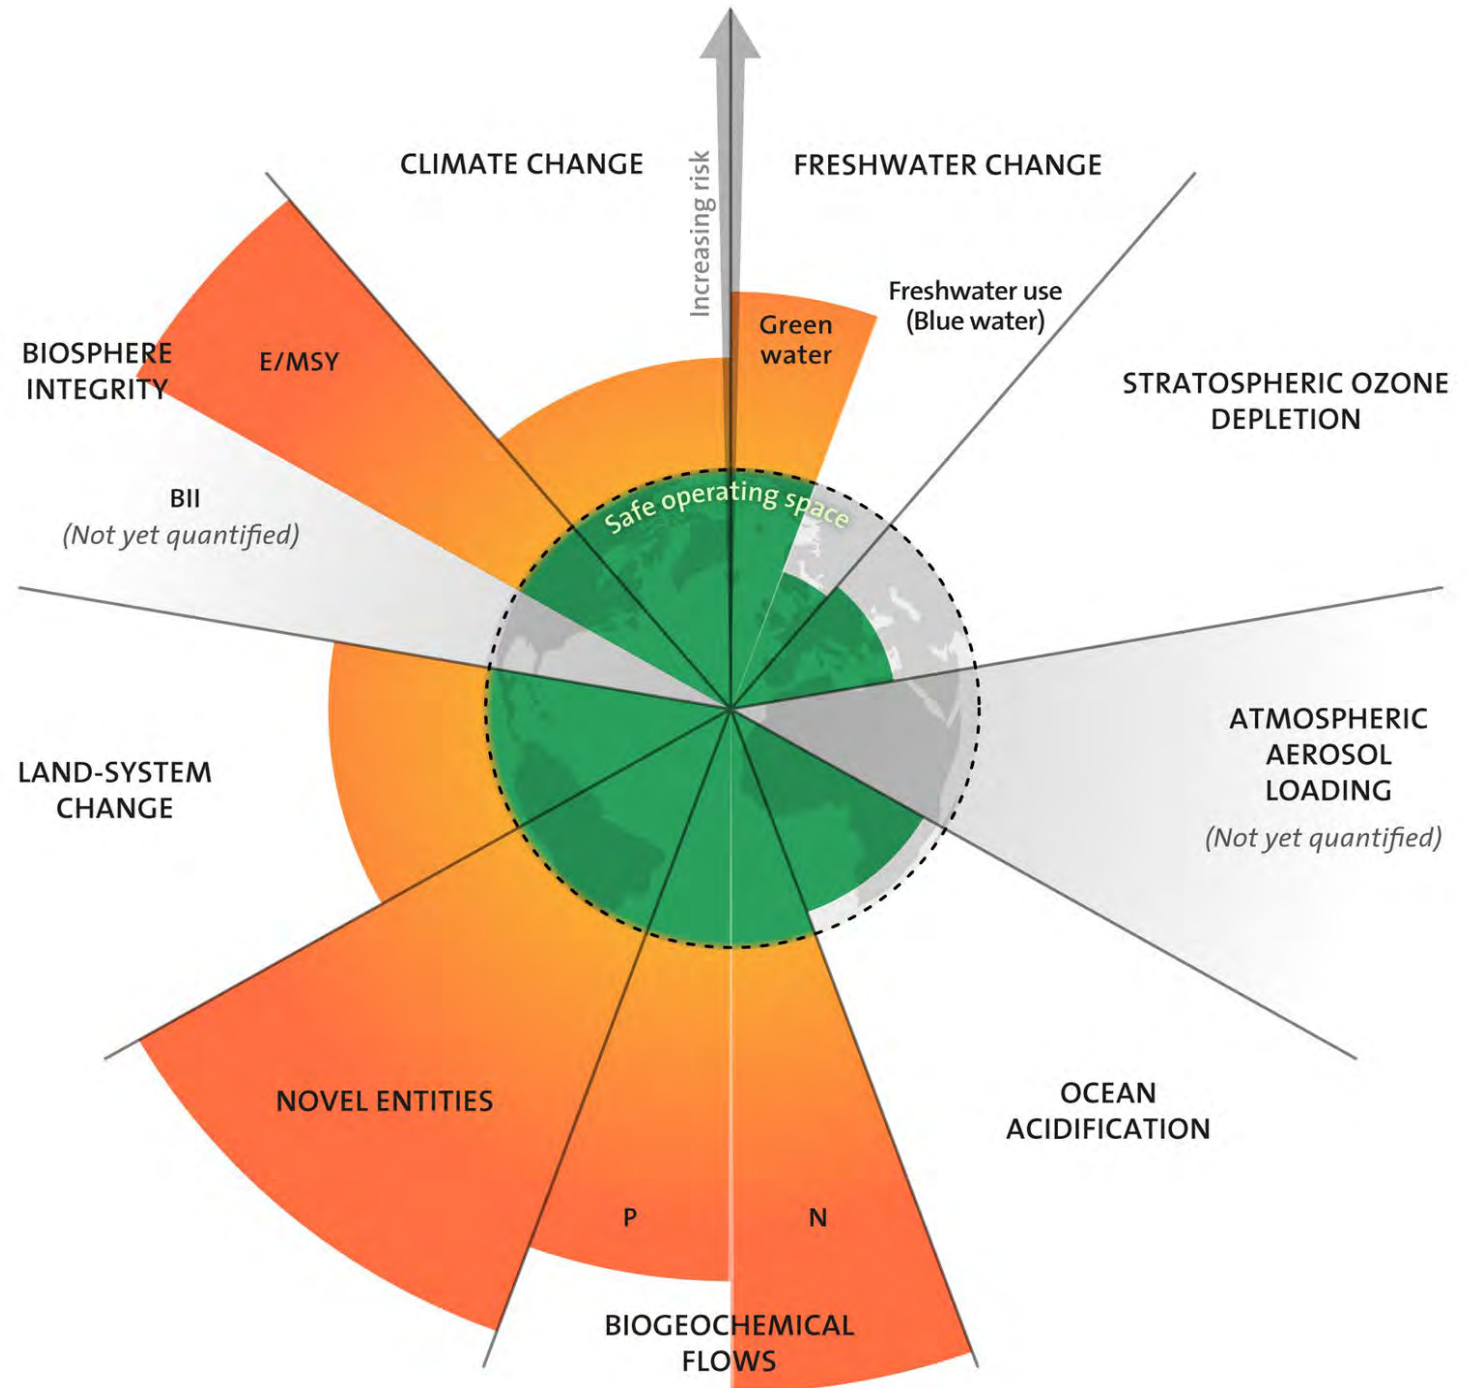 CLIMATE CHANGE
Increasing risk
FRESHWATER CHANGE
Freshwater use
(Blue water)
Green
water
STRATOSPHERIC OZONE
DEPLETION
BIOSPHERE
INTEGRITY
E/MSY
BII
(Not yet quantified)
Safe operating space
ATMOSPHERIC
AEROSOL
LOADING
(Not yet quantified)
LAND-SYSTEM
CHANGE
NOVEL ENTITIES
OCEAN
ACIDIFICATION
P
N
BIOGEOCHEMICAL
FLOWS